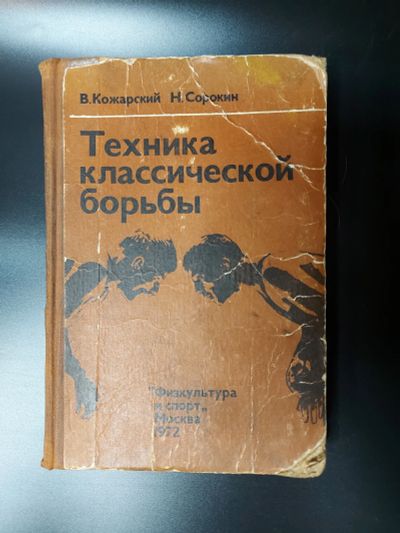 В. Кожарский Н. Сорокин
Техника
классической
борьбы
"Физкультура
и спорт„
Москва
1972